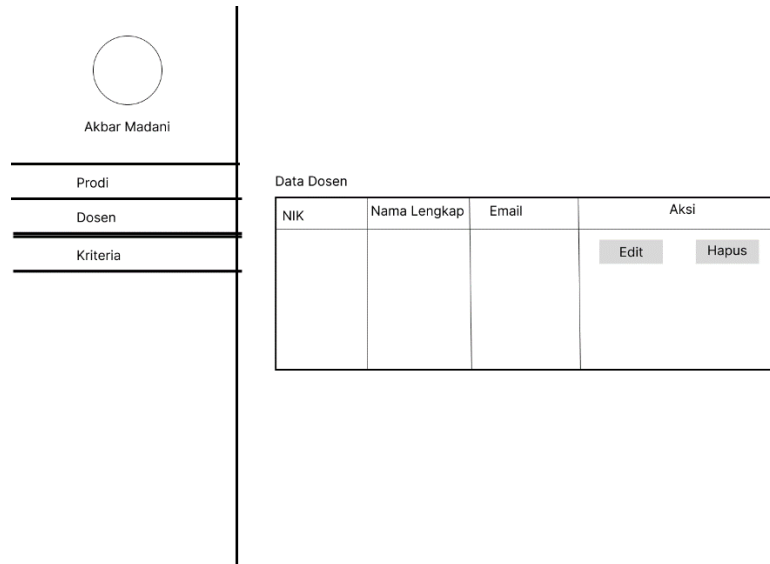 Akbar Madani
Prodi
Dosen
Kriteria
Data Dosen
NIK Nama Lengkap Email Aksi
Edit Hapus